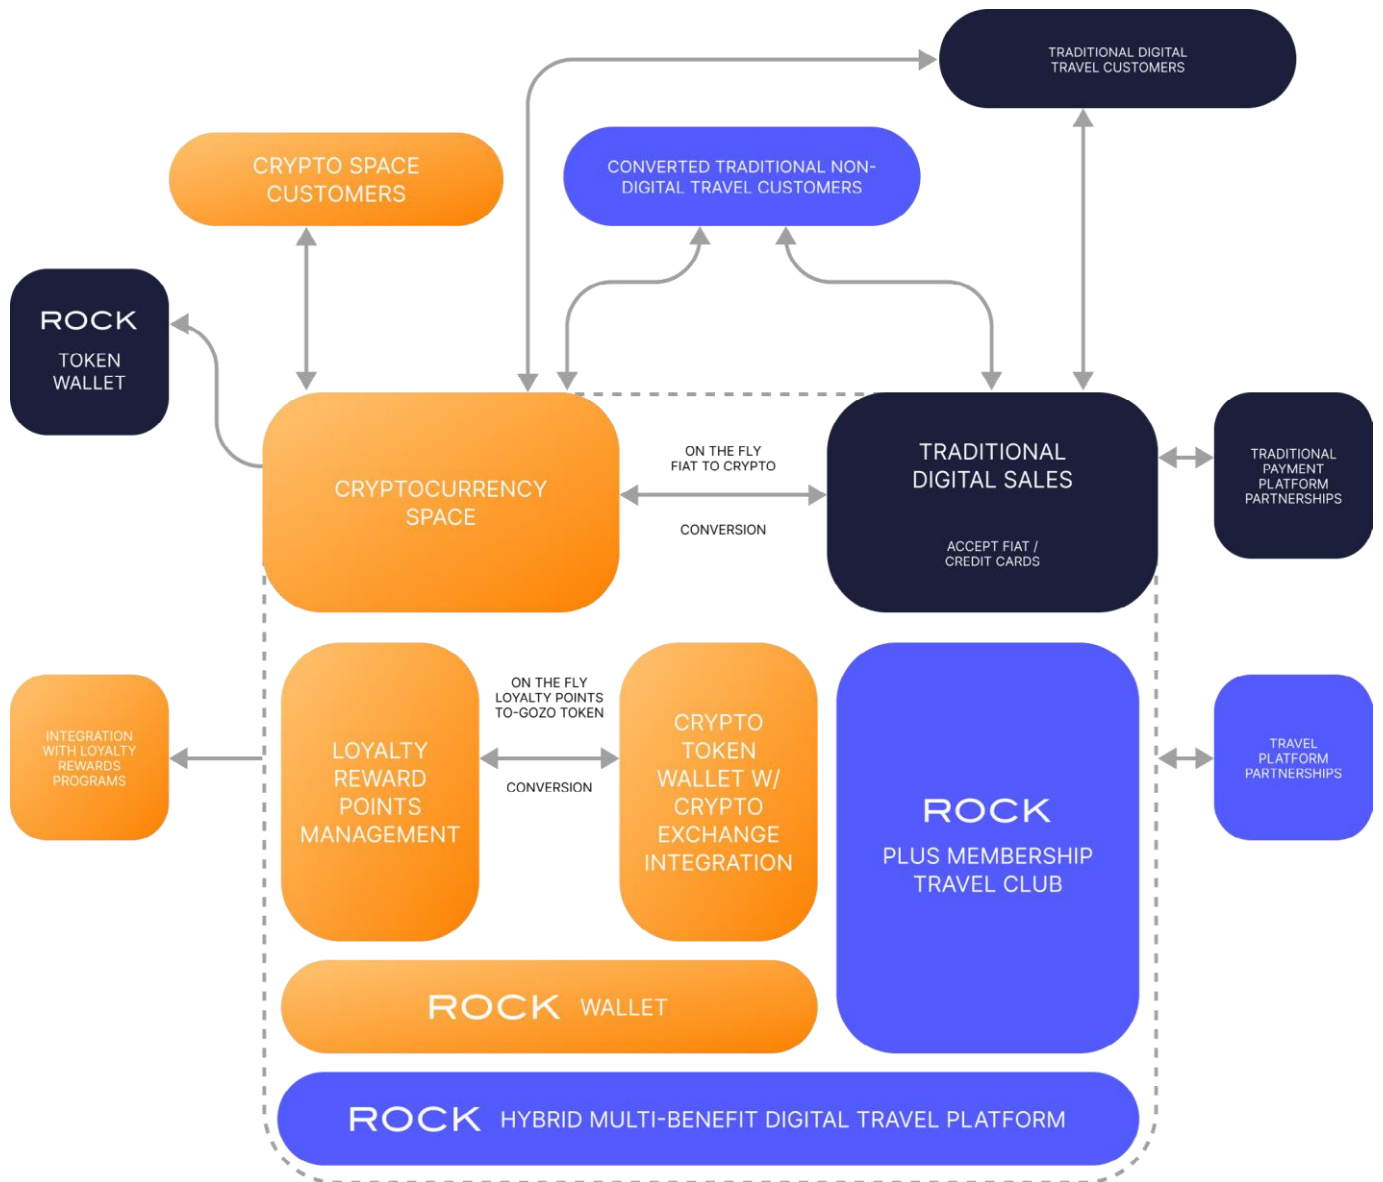 TRADITIONAL DIGITAL
TRAVEL CUSTOMERS
CRYPTO SPACE
CUSTOMERS
CONVERTED TRADITIONAL NON-
DIGITAL TRAVEL CUSTOMERS
ROCK
TOKEN
WALLET
CRYPTOCURRENCY
SPACE
ON THE FLY
FIAT TO CRYPTO
CONVERSION
TRADITIONAL
DIGITAL SALES
ACCEPT FIAT /
CREDIT CARDS
TRADITIONAL
PAYMENT
PLATFORM
PARTNERSHIPS
INTEGRATION
WITH LOYALTY
REWARDS
PROGRAMS
LOYALTY
REWARD
POINTS
MANAGEMENT
ON THE FLY
LOYALTY POINTS
TO-GOZO TOKEN
CONVERSION
CRYPTO
TOKEN
WALLET W/
CRYPTO
EXCHANGE
INTEGRATION
ROCK
PLUS MEMBERSHIP
TRAVEL CLUB
TRAVEL
PLATFORM
PARTNERSHIPS
ROCK WALLET
ROCK HYBRID MULTI-BENEFIT DIGITAL TRAVEL PLATFORM